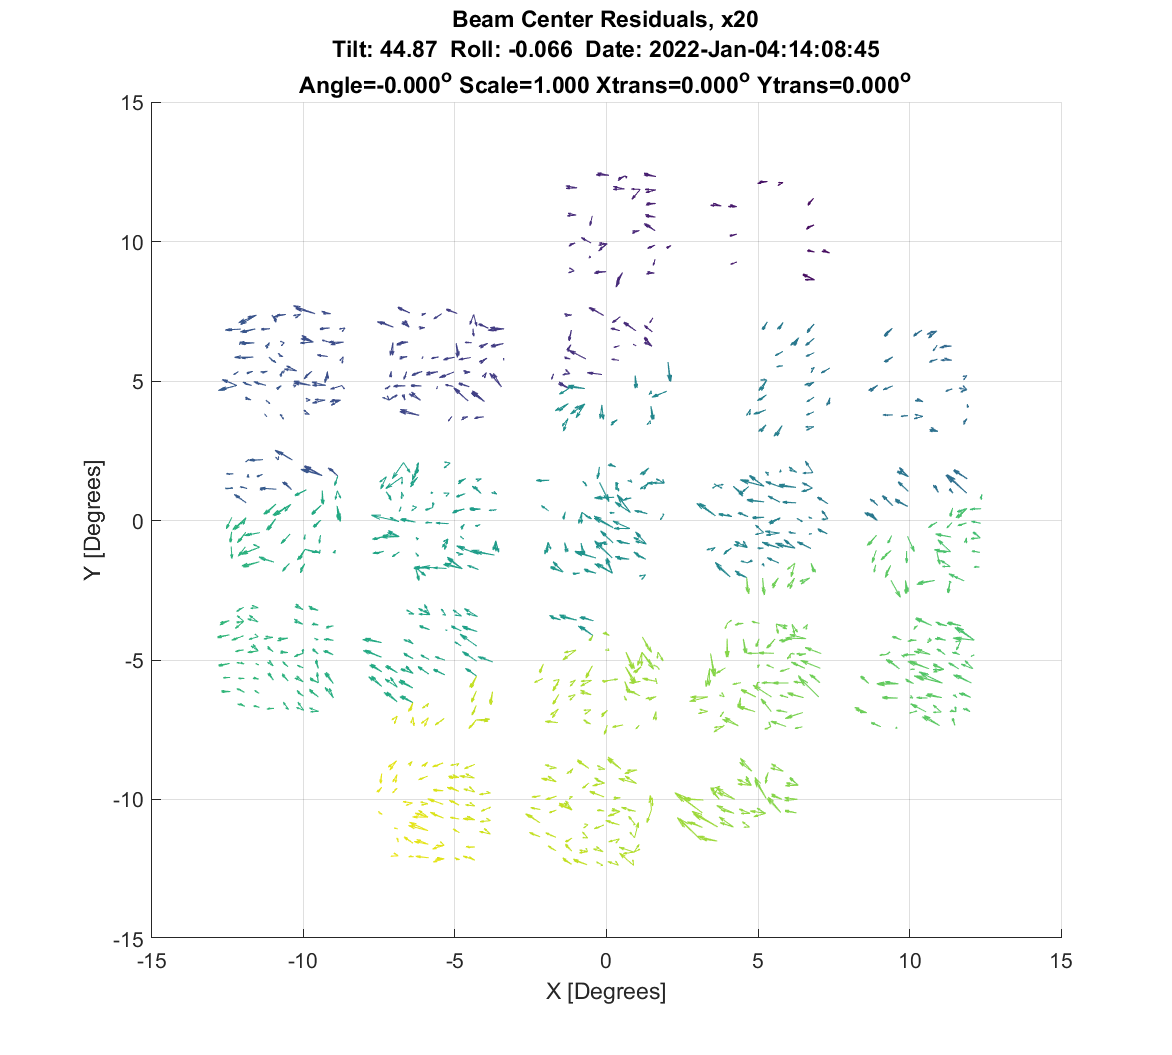 Beam Center Residuals, x20
Tilt: 44.87 Roll: -0.066 Date: 2022-Jan-04:14:08:45
Angle=-0.000° Scale=1.000 Xtrans=0.000° Ytrans=0.000°
15
10
5
0
-5
-10
-15
Y [Degrees]
-15 -10 -5 0 5 10 15
X [Degrees]